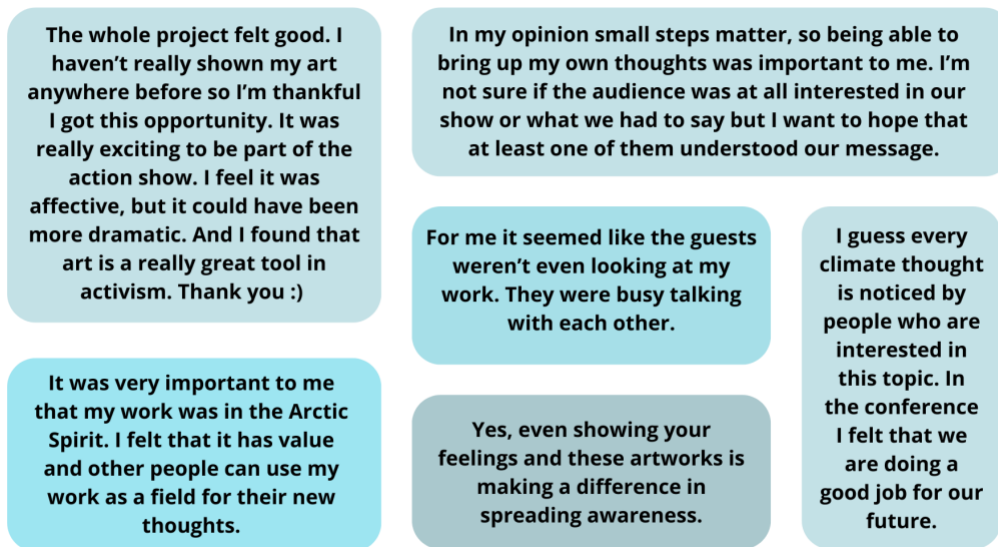 The whole project felt good. I
haven’t really shown my art
anywhere before so I’m thankful
I got this opportunity. It was
really exciting to be part of the
action show. I feel it was
affective, but it could have been
more dramatic. And I found that
art is a really great tool in
activism. Thank you :)
In my opinion small steps matter, so being able to
bring up my own thoughts was important to me. I’m
not sure if the audience was at all interested in our
show or what we had to say but I want to hope that
at least one of them understood our message.
For me it seemed like the guests
weren’t even looking at my
work. They were busy talking
with each other.
I guess every
climate thought
is noticed by
people who are
interested in
this topic. In
the conference
I felt that we
are doing a
good job for our
future.
It was very important to me
that my work was in the Arctic
Spirit. I felt that it has value
and other people can use my
work as a field for their new
thoughts.
Yes, even showing your
feelings and these artworks is
making a difference in
spreading awareness.